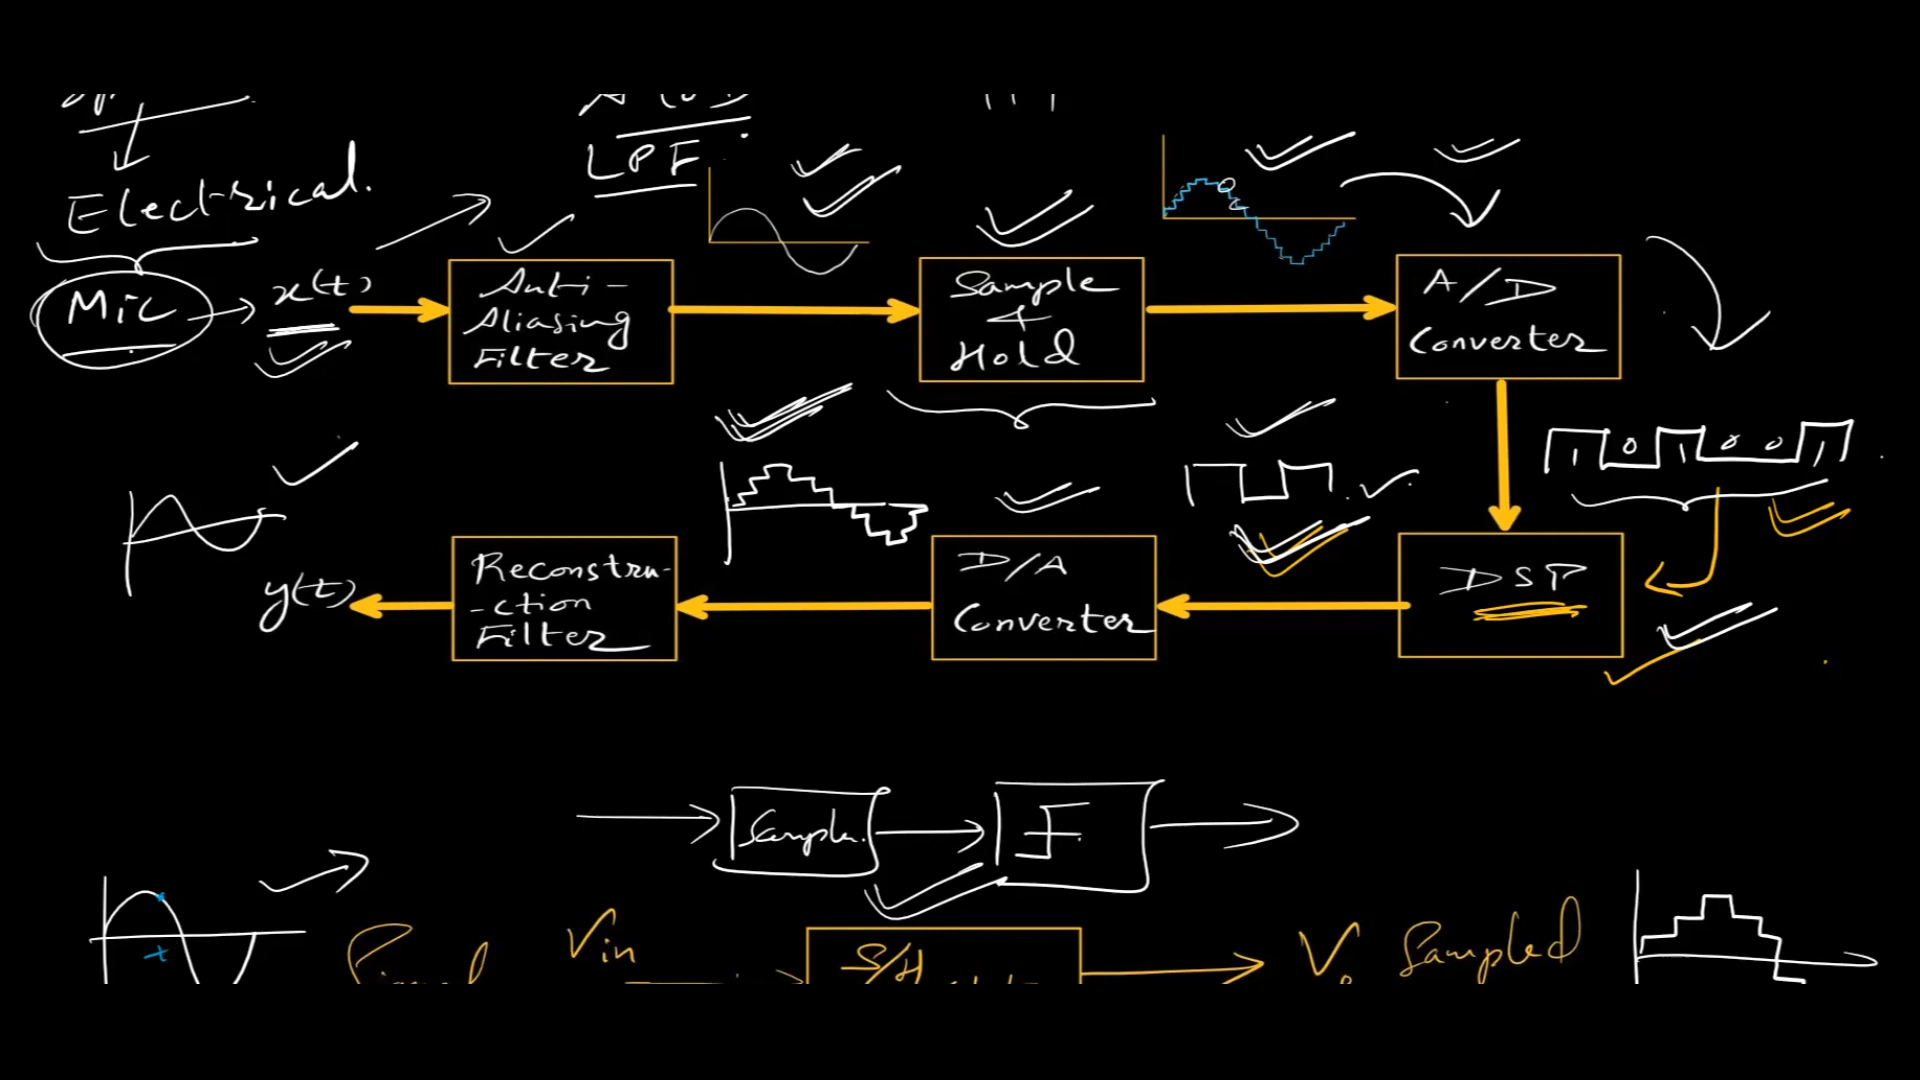 LPF
Electrical.
Mic
x(t)
Anti-
Aliasing
Filter
Sample
&
Hold
A/D
Converter
1 0 1 0 0 1
Reconstru-
-ction
Filter
y(t)
D/A
Converter
DSP
Sample.
Vin
S/H
Vo Sampled